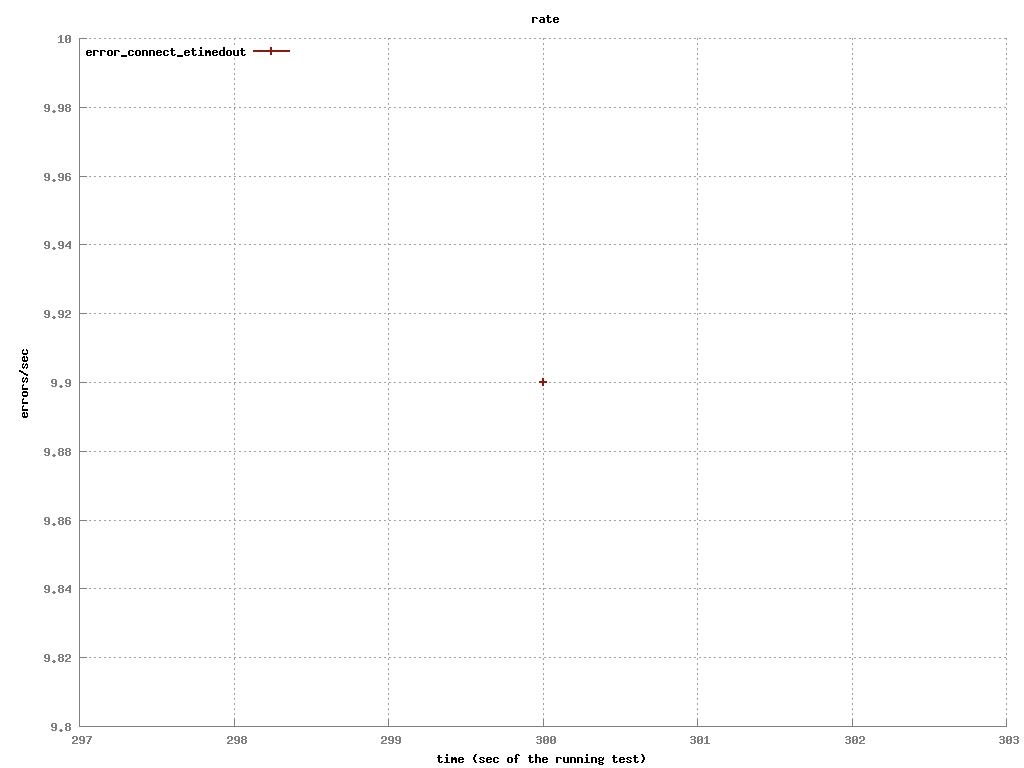 rate
10
error_connect_etimedout
9.98
9.96
9.94
9.92
9.9
9.88
9.86
9.84
9.82
9.8
errors/sec
297 298 299 300 301 302 303
time (sec of the running test)